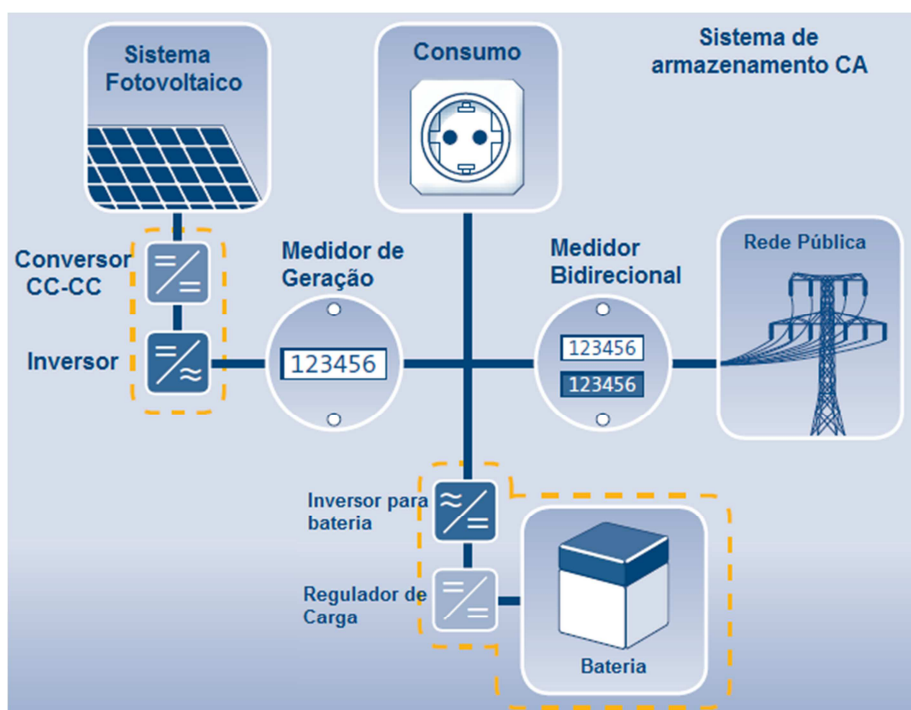 Sistema
Fotovoltaico
Consumo
Sistema de
armazenamento CA
Conversor
CC-CC
Medidor de
Geração
Medidor
Bidirecional
Rede Pública
Inversor
123456
123456
123456
Inversor para
bateria
Regulador de
Carga
Bateria